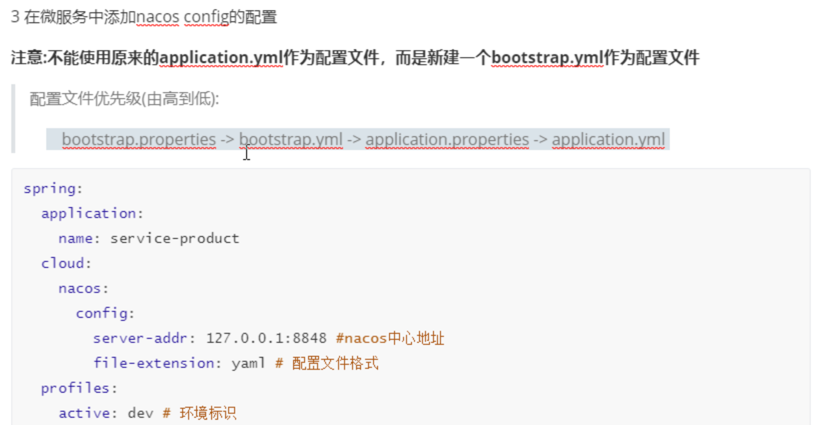 3 在微服务中添加nacos config的配置
注意:不能使用原来的application.yml作为配置文件，而是新建一个bootstrap.yml作为配置文件
配置文件优先级(由高到低):
bootstrap.properties -> bootstrap.yml -> application.properties -> application.yml
spring:
  application:
    name: service-product
  cloud:
    nacos:
      config:
        server-addr: 127.0.0.1:8848 #nacos中心地址
        file-extension: yaml # 配置文件格式
  profiles:
    active: dev # 环境标识